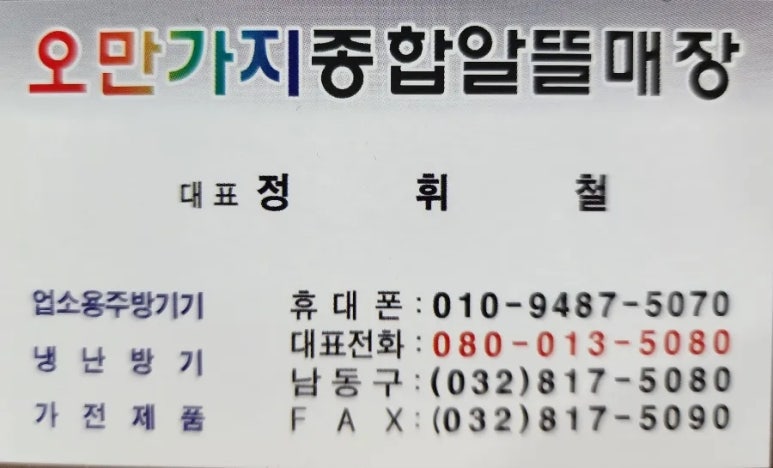 오만가지종합알뜰매장
대표 정 휘 철
업소용주방기기
냉난방기
가전제품
휴대폰:010-9487-5070
대표전화:080-013-5080
남동구:(032)817-5080
FAX:(032)817-5090